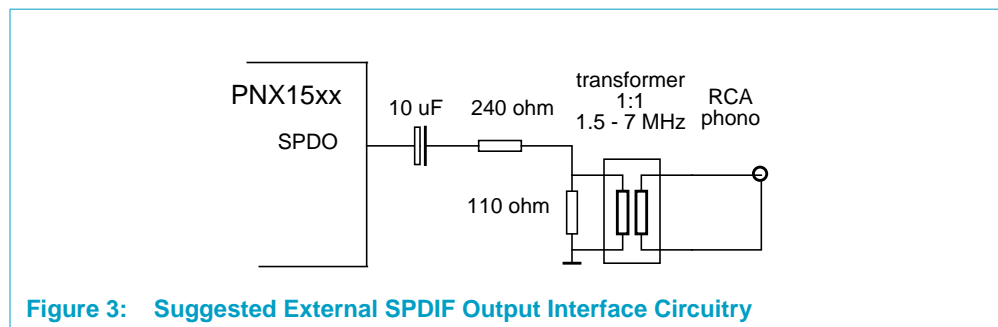 PNX15xx
SPDO
10 uF
240 ohm
110 ohm
transformer
1:1
1.5 - 7 MHz
RCA
phono
Figure 3: Suggested External SPDIF Output Interface Circuitry